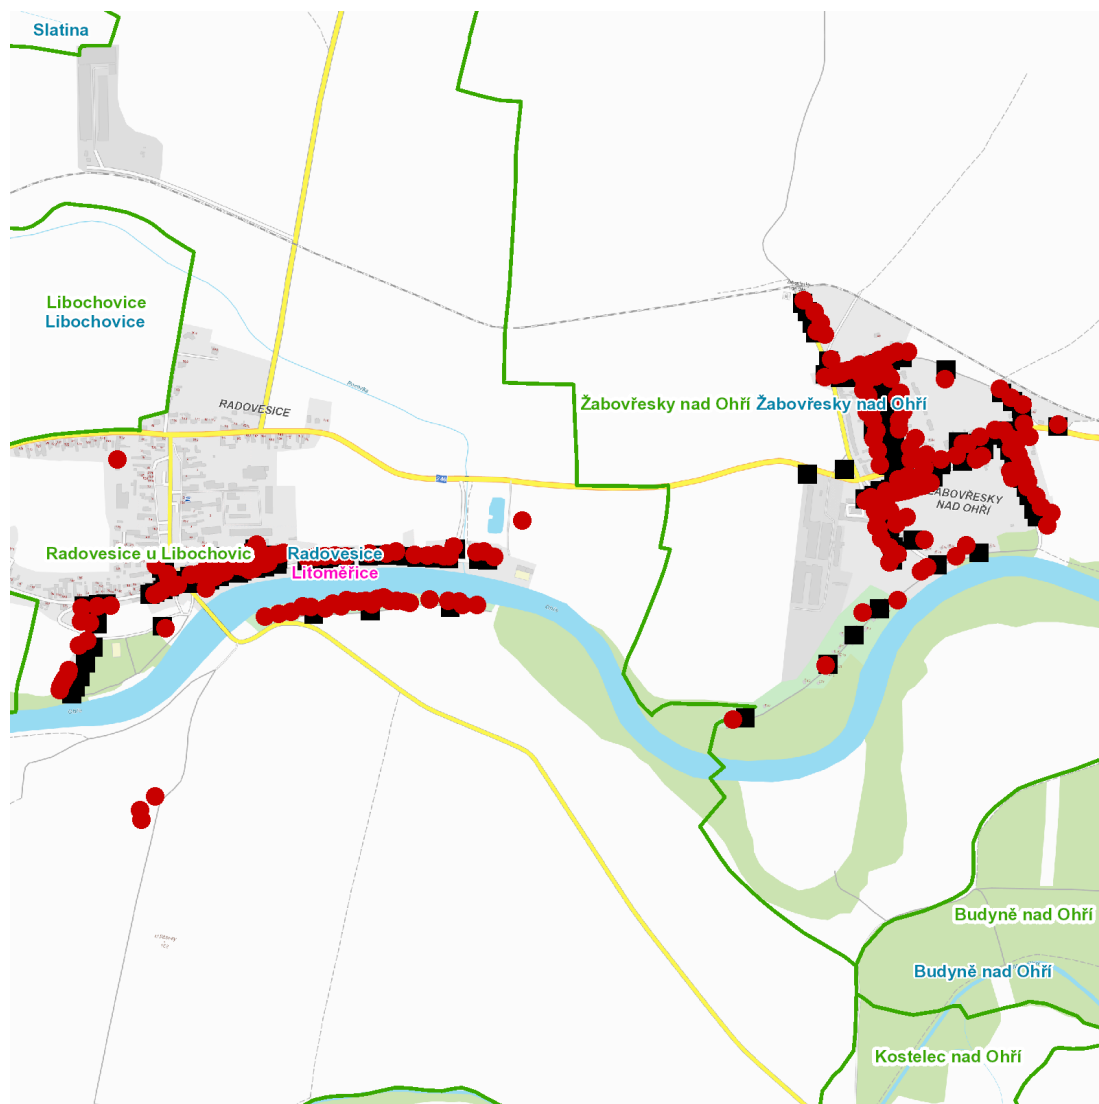 Slatina
Libochovice
Libochovice
RADOVESICE
Žabovřesky nad Ohří Žabovřesky nad Ohří
ŽABOVŘESKY
NAD OHŘÍ
Radovesice u Libochovic
Radovesice
Litoměřice
Budyně nad Ohří
Budyně nad Ohří
Kostelec nad Ohří